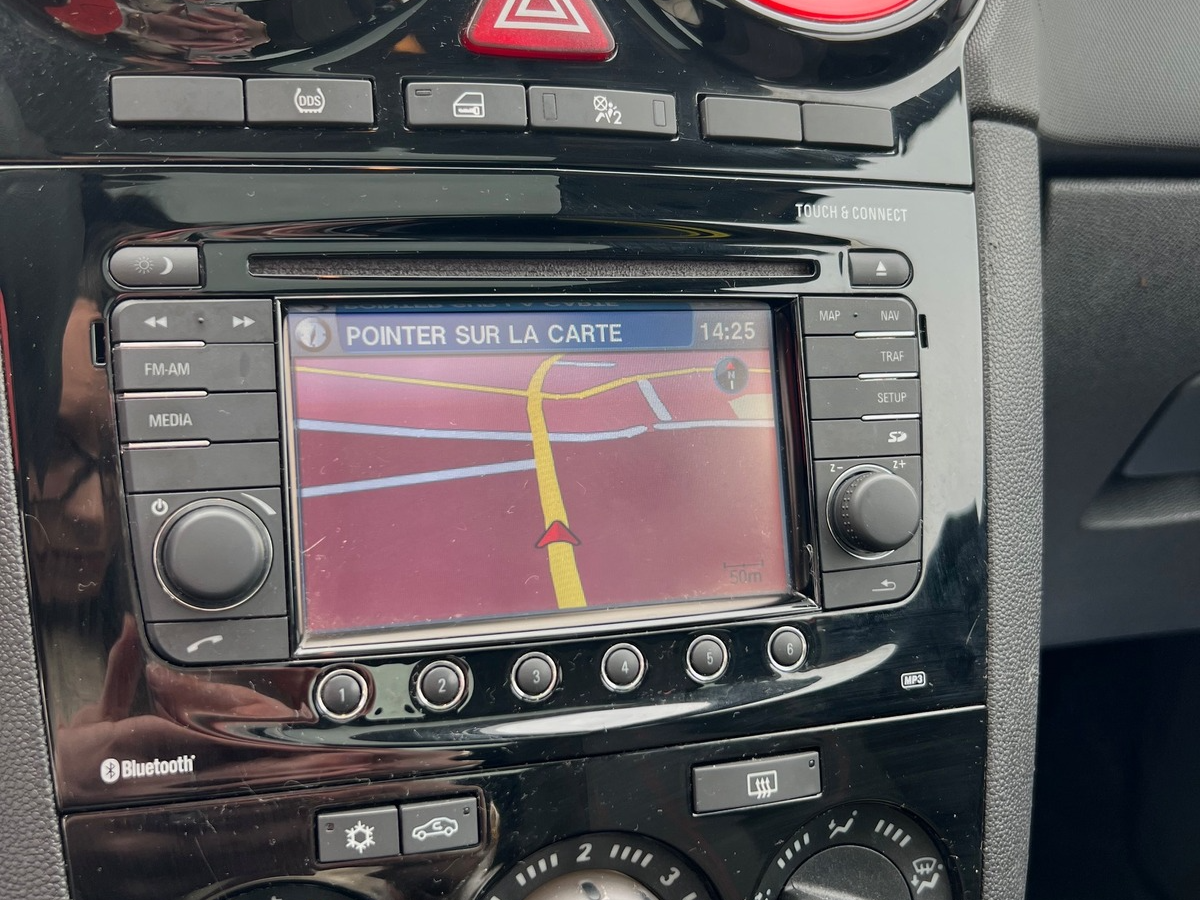 DDS
2
TOUCH & CONNECT
MAP · NAV
FM-AM
TRAF
MEDIA
SETUP
POINTER SUR LA CARTE 14:25
N
50m
Z- Z+
1 2 3 4 5 6
MP3
Bluetooth
2 3